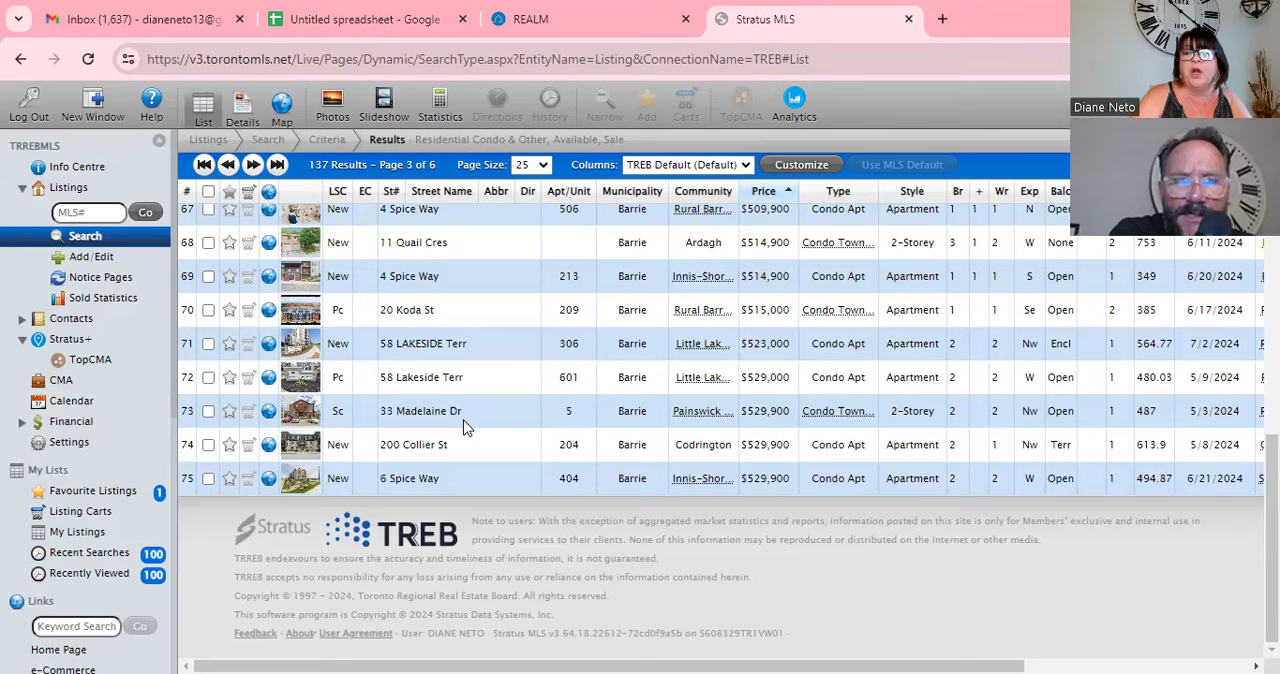 Inbox (1,637) - dianeneto13@g
Untitled spreadsheet - Google
REALM
Stratus MLS
https://v3.torontomls.net/Live/Pages/Dynamic/SearchType.aspx?EntityName=Listing&ConnectionName=TREB#List
Diane Neto
Log Out New Window Help List Details Map Photos Slideshow Statistics Directions History Narrow Add Carts TopCMA Analytics
TRREBMLS
Listings Search Criteria Results - Residential Condo & Other, Available, Sale
Info Centre
Listings
MLS# Go
Search
Add/Edit
Notice Pages
Sold Statistics
Contacts
Stratus+
TopCMA
CMA
Calendar
Financial
Settings
My Lists
Favourite Listings 1
Listing Carts
My Listings
Recent Searches 100
Recently Viewed 100
Links
Keyword Search Go
Home Page
e-Commerce
137 Results - Page 3 of 6 Page Size: 25 Columns: TREB Default (Default) Customize Use MLS Default
# LSC EC St# Street Name Abbr Dir Apt/Unit Municipality Community Price Type Style Br + Wr Exp Balc
67 New 4 Spice Way 506 Barrie Rural Barr... $509,900 Condo Apt Apartment 1 1 1 N Open
68 New 11 Quail Cres Barrie Ardagh $514,900 Condo Town... 2-Storey 3 1 2 W None 2 753 6/11/2024
69 New 4 Spice Way 213 Barrie Innis-Shor... $514,900 Condo Apt Apartment 1 1 1 S Open 1 349 6/20/2024
70 Pc 20 Koda St 209 Barrie Rural Barr... $515,000 Condo Town... Apartment 1 1 Se Open 2 385 6/17/2024
71 New 58 LAKESIDE Terr 306 Barrie Little Lak... $523,000 Condo Apt Apartment 2 2 Nw Encl 1 564.77 7/2/2024
72 Pc 58 Lakeside Terr 601 Barrie Little Lak... $529,000 Condo Apt Apartment 2 2 W Open 1 480.03 5/9/2024
73 Sc 33 Madelaine Dr 5 Barrie Painswick ... $529,900 Condo Town... 2-Storey 2 2 Nw Open 1 487 5/3/2024
74 New 200 Collier St 204 Barrie Codrington $529,900 Condo Apt Apartment 2 1 Nw Terr 1 613.9 5/8/2024
75 New 6 Spice Way 404 Barrie Innis-Shor... $529,900 Condo Apt Apartment 2 2 W Open 1 494.87 6/21/2024
Stratus TREB
Note to users: With the exception of aggregated market statistics and reports, information posted on this site is only for Members' exclusive and internal use in
providing services to their clients. None of this information may be reproduced or distributed on the Internet or other media.
TRREB endeavours to ensure the accuracy and timeliness of information, it is not guaranteed.
TRREB accepts no responsibility for any loss arising from any use or reliance on the information contained herein.
Copyright © 1997 - 2024, Toronto Regional Real Estate Board. All rights reserved.
This software program is Copyright © 2024 Stratus Data Systems, Inc.
Feedback - About - User Agreement - User: DIANE NETO - Stratus MLS v3.64.18.22612-72cd0f9a5b on S608329TR1VW01 -